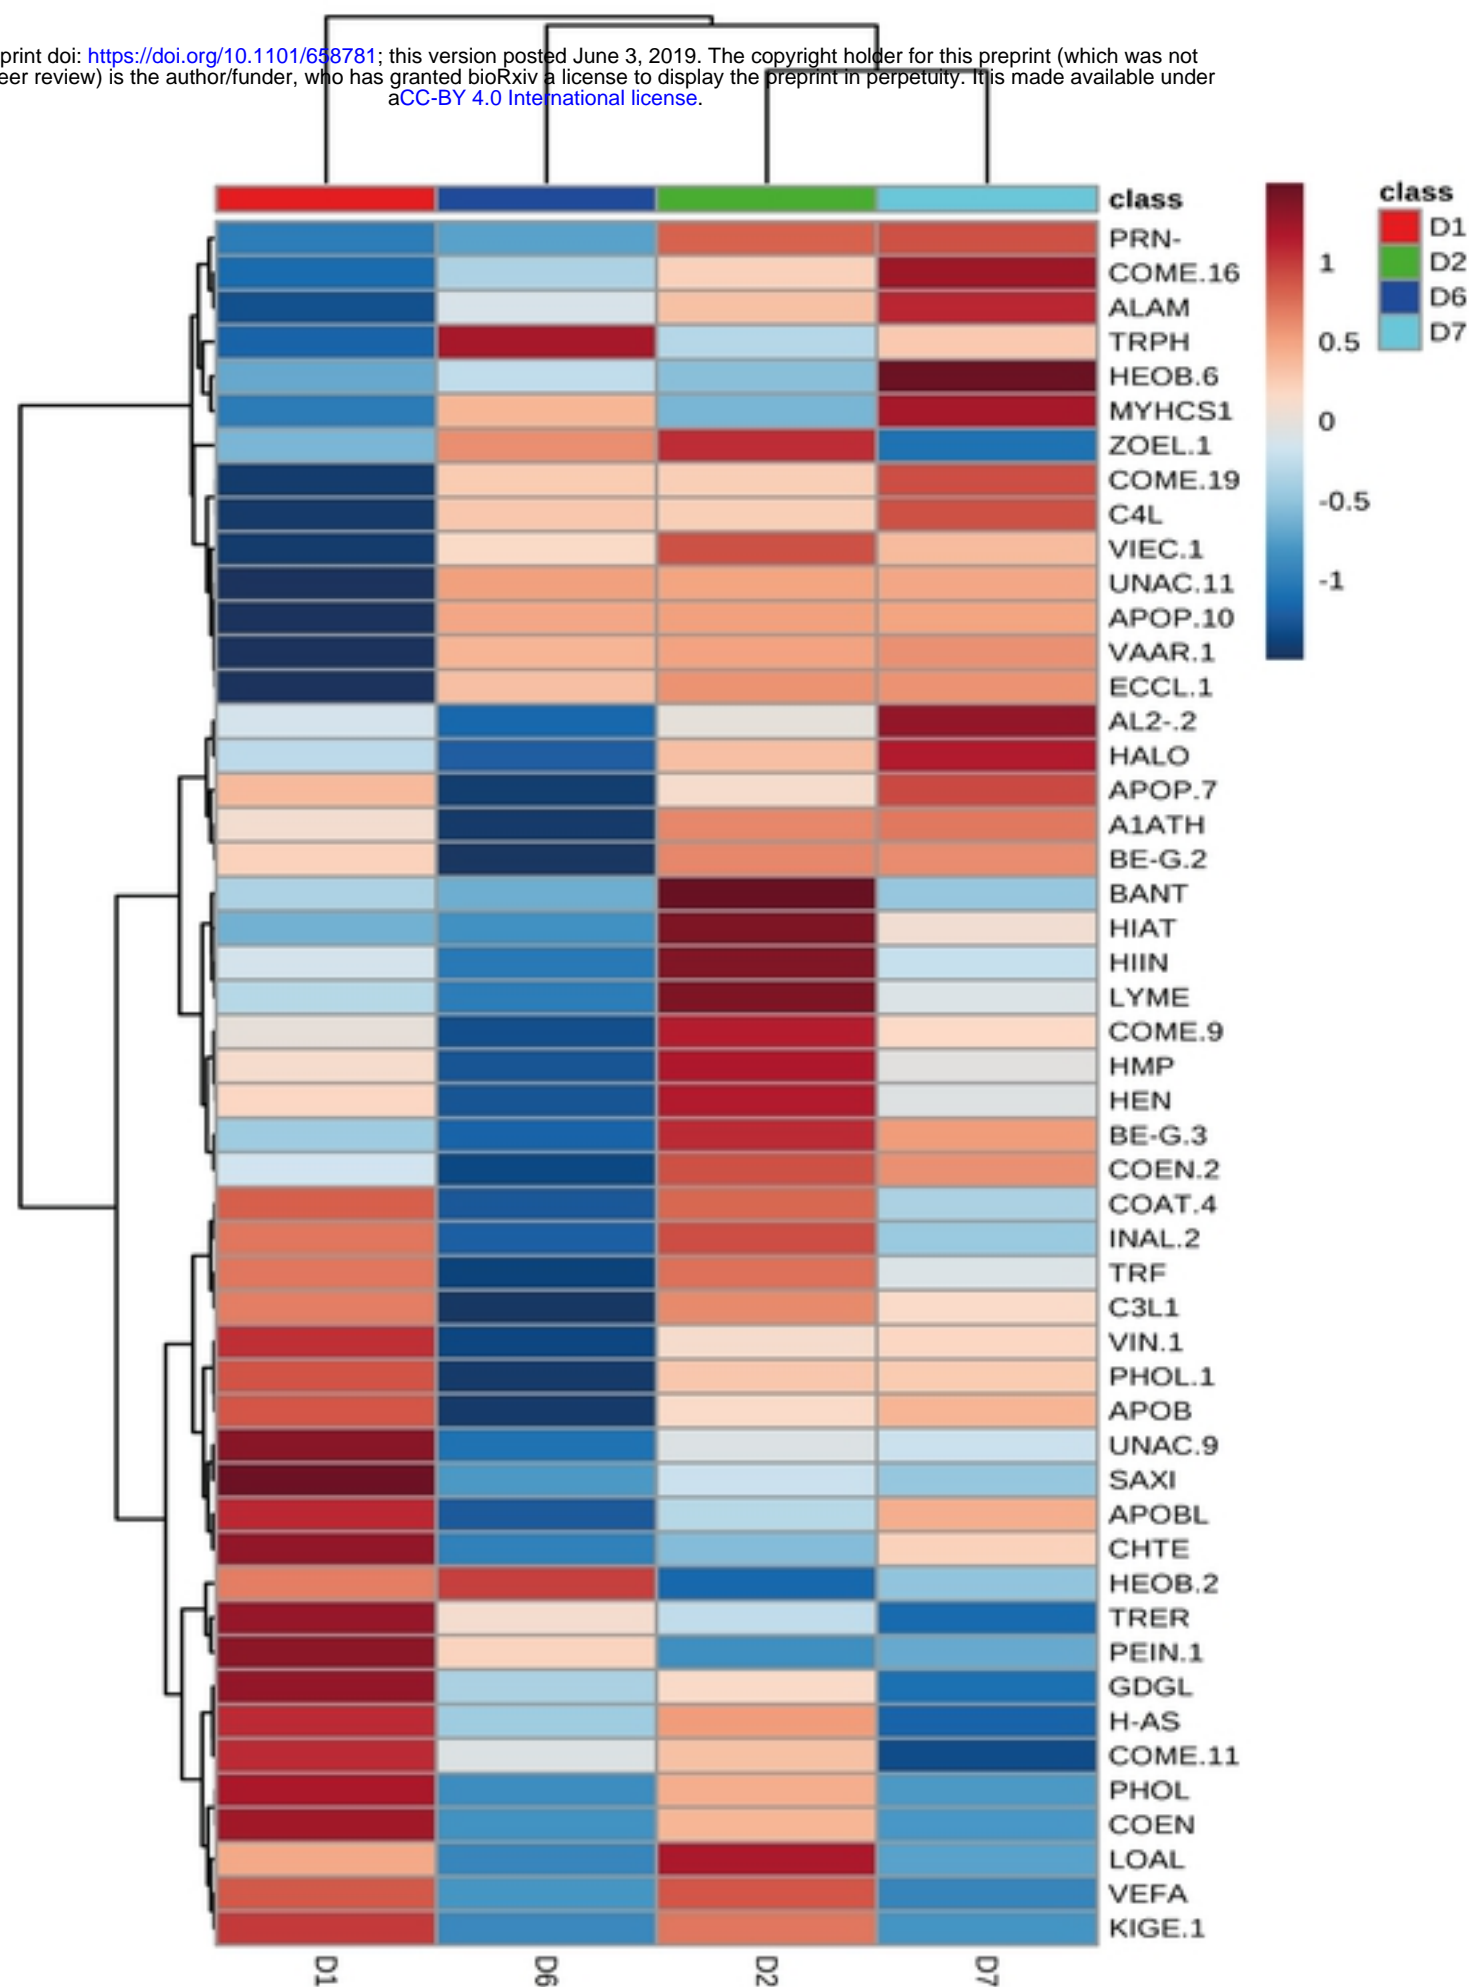 print doi: https://doi.org/10.1101/658781; this version posted June 3, 2019. The copyright holder for this preprint (which was not
eer review) is the author/funder, who has granted bioRxiv a license to display the preprint in perpetuity. It is made available under
aCC-BY 4.0 International license.
class
class
D1
D2
D6
D7
1
0.5
0
-0.5
-1
PRN-
COME.16
ALAM
TRPH
HEOB.6
MYHCS1
ZOEL.1
COME.19
C4L
VIEC.1
UNAC.11
APOP.10
VAAR.1
ECCL.1
AL2-.2
HALO
APOP.7
A1ATH
BE-G.2
BANT
HIAT
HIIN
LYME
COME.9
HMP
HEN
BE-G.3
COEN.2
COAT.4
INAL.2
TRF
C3L1
VIN.1
PHOL.1
APOB
UNAC.9
SAXI
APOBL
CHTE
HEOB.2
TRER
PEIN.1
GDGL
H-AS
COME.11
PHOL
COEN
LOAL
VEFA
KIGE.1
D1
D6
D2
D7